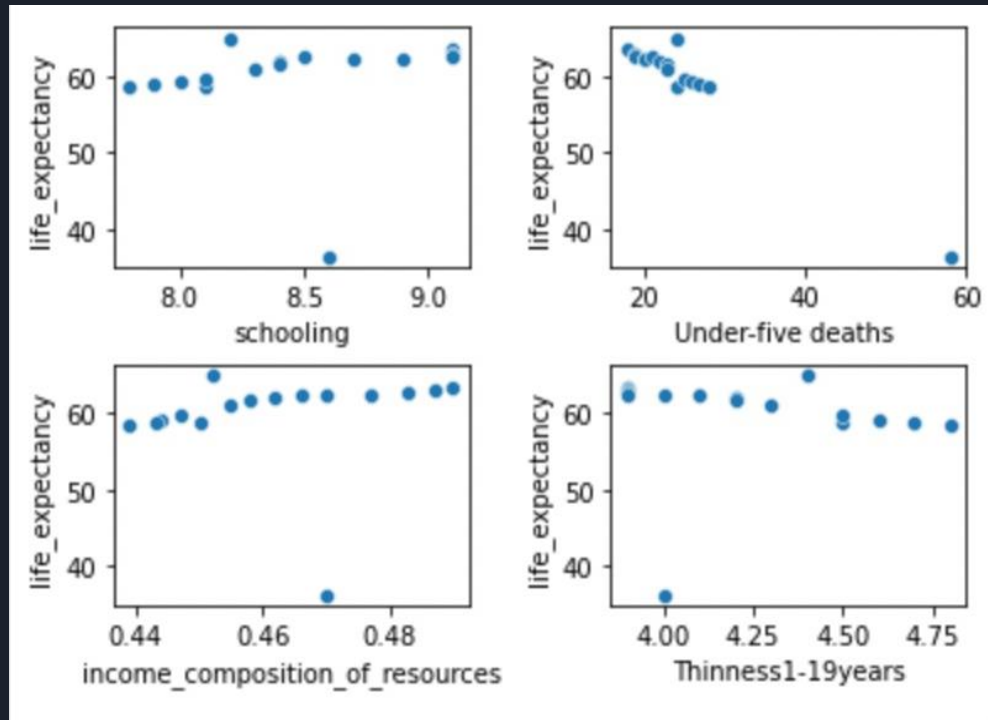 life_expectancy
60
50
40
8.0 8.5 9.0
schooling
life_expectancy
60
50
40
20 40 60
Under-five deaths
life_expectancy
60
50
40
0.44 0.46 0.48
income_composition_of_resources
life_expectancy
60
50
40
4.00 4.25 4.50 4.75
Thinness1-19years